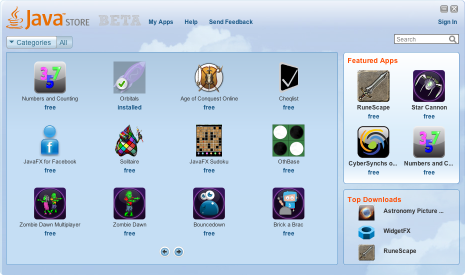 Java STORE BETA My Apps Help Send Feedback Sign In
Categories All
Search
Featured Apps
Numbers and Counting Orbitals Age of Conquest Online Cheqlist
free installed free free
RuneScape Star Cannon
free free
JavaFX for Facebook Solitaire JavaFX Sudoku OthBase
free free free free
CyberSynchs o... Numbers and C...
free free
Zombie Dawn Multiplayer Zombie Dawn Bouncedown Brick a Brac
free free free free
Top Downloads
Astronomy Picture ...
WidgetFX
RuneScape